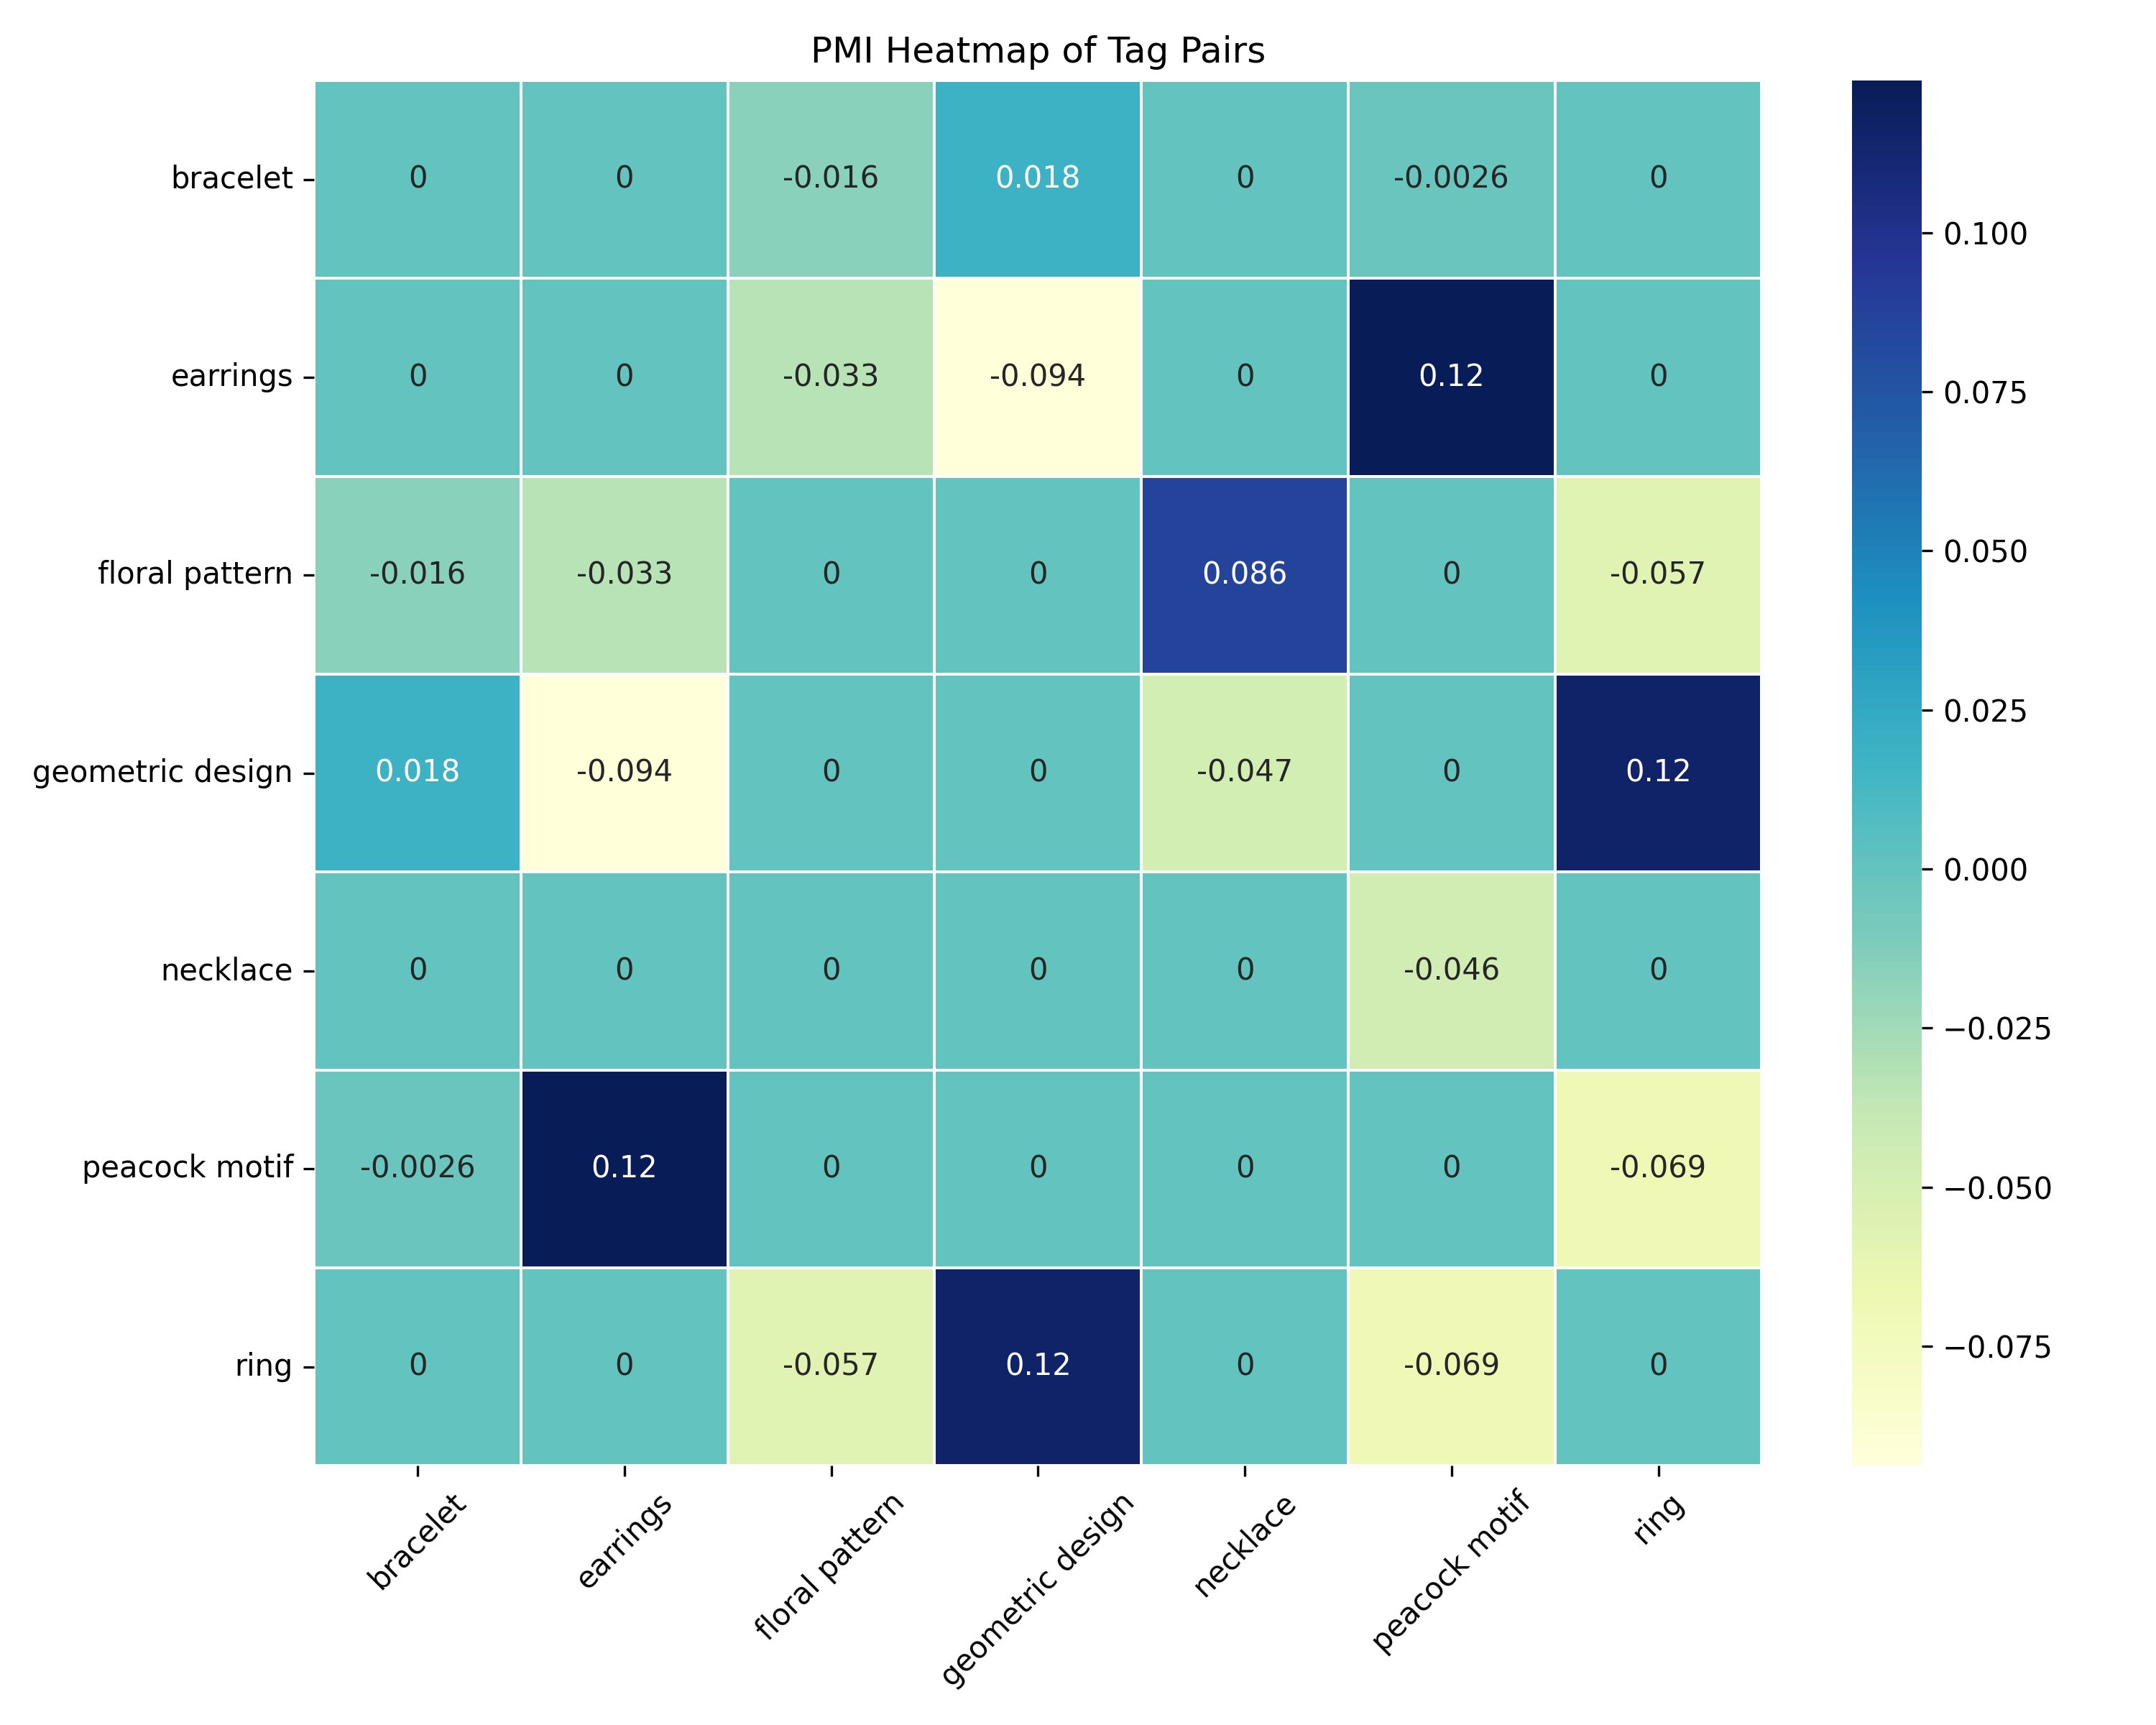 PMI Heatmap of Tag Pairs
bracelet 0 0 -0.016 0.018 0 -0.0026 0
earrings 0 0 -0.033 -0.094 0 0.12 0
floral pattern -0.016 -0.033 0 0 0.086 0 -0.057
geometric design 0.018 -0.094 0 0 -0.047 0 0.12
necklace 0 0 0 0 0 -0.046 0
peacock motif -0.0026 0.12 0 0 0 0 -0.069
ring 0 0 -0.057 0.12 0 -0.069 0
bracelet earrings floral pattern geometric design necklace peacock motif ring
0.100
0.075
0.050
0.025
0.000
−0.025
−0.050
−0.075